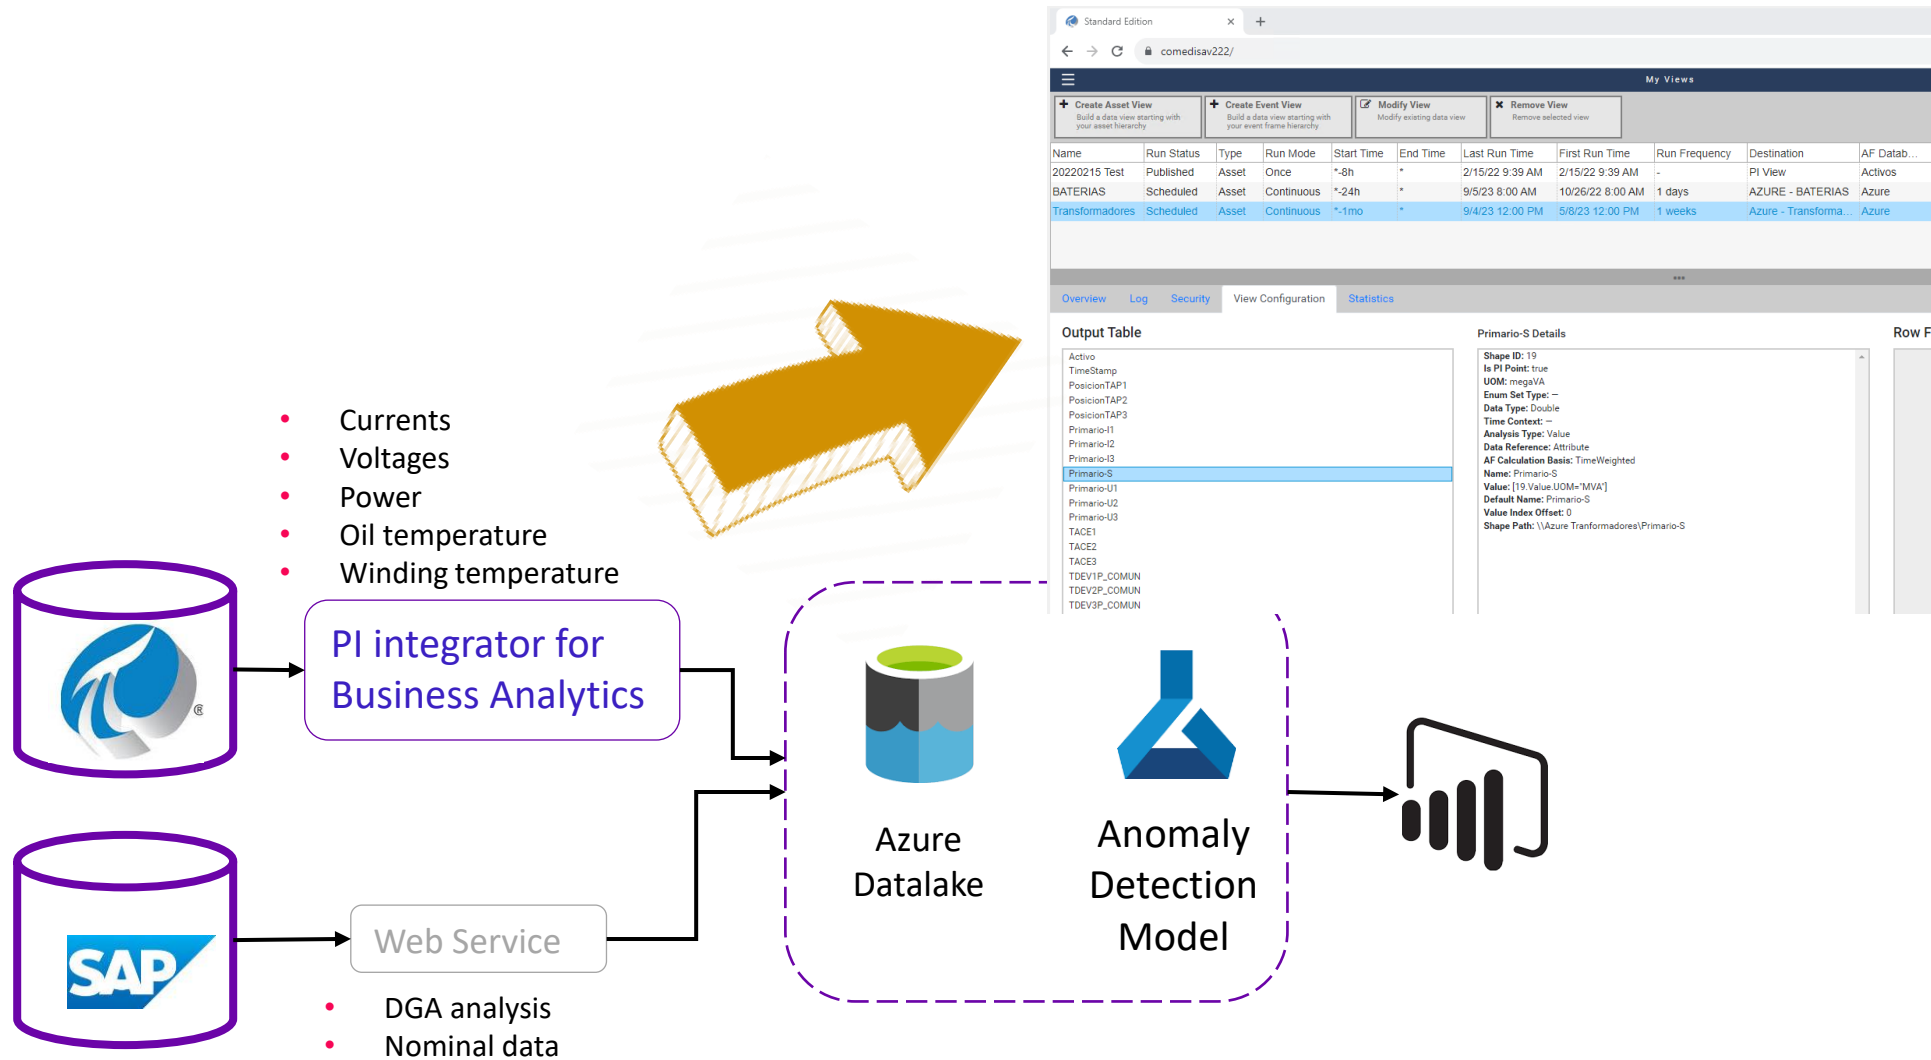 Standard Edition
comedisav222/
My Views
Create Asset View
Build a data view starting with
your asset hierarchy
Create Event View
Build a data view starting with
your event frame hierarchy
Modify View
Modify existing data view
Remove View
Remove selected view
Name Run Status Type Run Mode Start Time End Time Last Run Time First Run Time Run Frequency Destination AF Datab...
20220215 Test Published Asset Once *-8h * 2/15/22 9:39 AM 2/15/22 9:39 AM - PI View Activos
BATERIAS Scheduled Asset Continuous *-24h * 9/5/23 8:00 AM 10/26/22 8:00 AM 1 days AZURE - BATERIAS Azure
Transformadores Scheduled Asset Continuous *-1mo * 9/4/23 12:00 PM 5/8/23 12:00 PM 1 weeks Azure - Transforma... Azure
Overview Log Security View Configuration Statistics
Output Table
Activo
TimeStamp
PosicionTAP1
PosicionTAP2
PosicionTAP3
Primario-I1
Primario-I2
Primario-I3
Primario-S
Primario-U1
Primario-U2
Primario-U3
TACE1
TACE2
TACE3
TDEV1P_COMUN
TDEV2P_COMUN
TDEV3P_COMUN
Primario-S Details
Shape ID: 19
Is PI Point: true
UOM: megaVA
Enum Set Type: —
Data Type: Double
Time Context: —
Analysis Type: Value
Data Reference: Attribute
AF Calculation Basis: TimeWeighted
Name: Primario-S
Value: [19.Value.UOM="MVA"]
Default Name: Primario-S
Value Index Offset: 0
Shape Path: \\Azure Tranformadores\Primario-S
Row F
• Currents
• Voltages
• Power
• Oil temperature
• Winding temperature
®
PI integrator for
Business Analytics
SAP
Web Service
• DGA analysis
• Nominal data
Azure
Datalake
Anomaly
Detection
Model